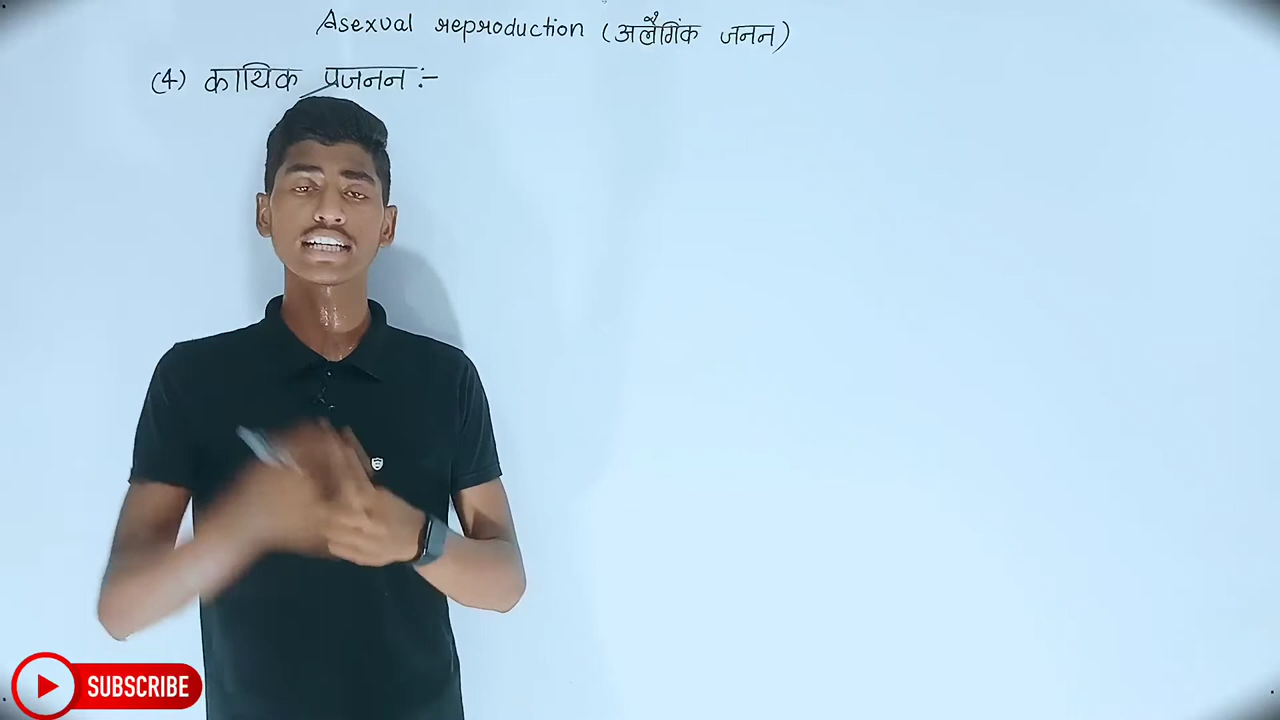 Asexual reproduction (अलैगिंक जनन)
(4) कायिक प्रजनन :-
SUBSCRIBE